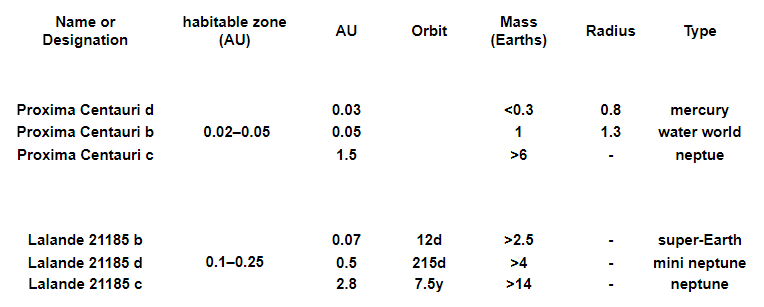 Name or Designation habitable zone (AU) AU Orbit Mass (Earths) Radius Type
Proxima Centauri d 0.03 <0.3 0.8 mercury
Proxima Centauri b 0.02–0.05 0.05 1 1.3 water world
Proxima Centauri c 1.5 >6 - neptue
Lalande 21185 b 0.07 12d >2.5 - super-Earth
Lalande 21185 d 0.1–0.25 0.5 215d >4 - mini neptune
Lalande 21185 c 2.8 7.5y >14 - neptune